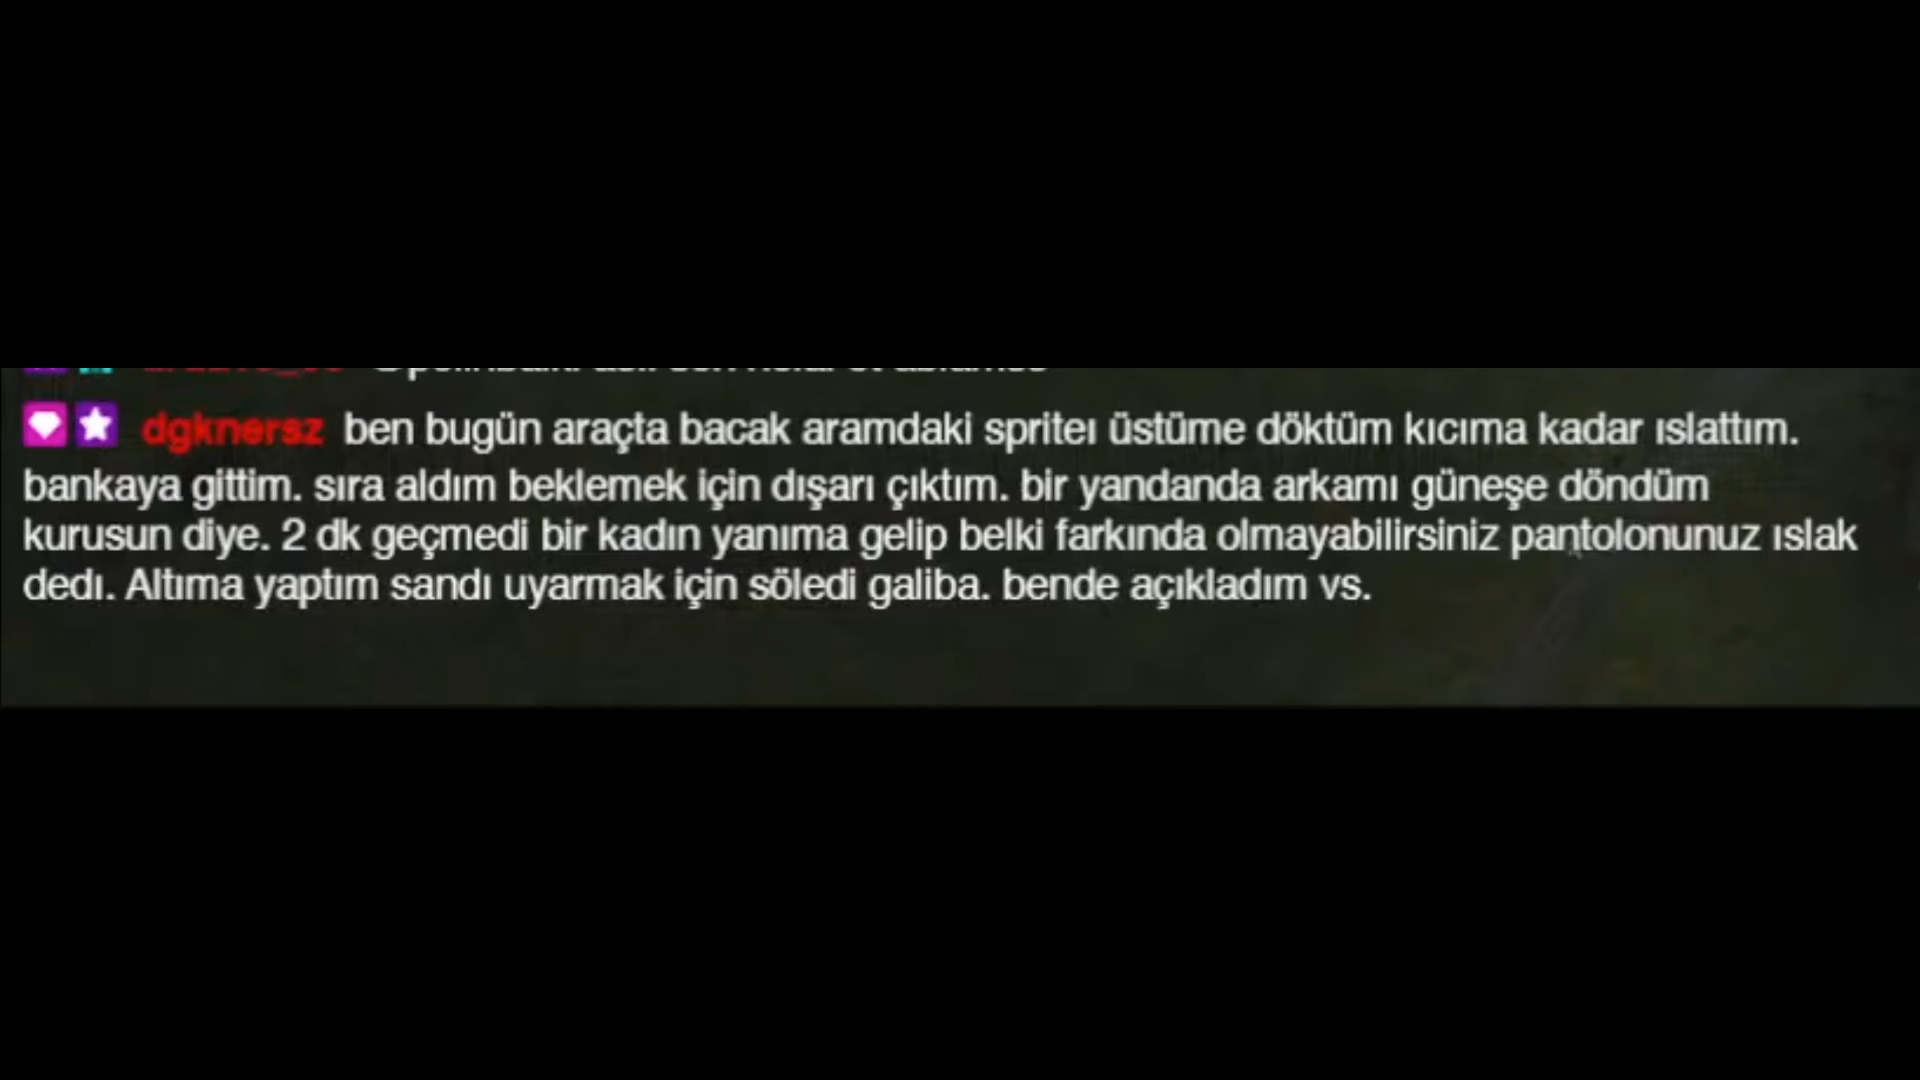 dgknersz ben bugün araçta bacak aramdaki spriteı üstüme döktüm kıcıma kadar ıslattım.
bankaya gittim. sıra aldım beklemek için dışarı çıktım. bir yandanda arkamı güneşe döndüm
kurusun diye. 2 dk geçmedi bir kadın yanıma gelip belki farkında olmayabilirsiniz pantolonunuz ıslak
dedı. Altıma yaptım sandı uyarmak için söledi galiba. bende açıkladım vs.